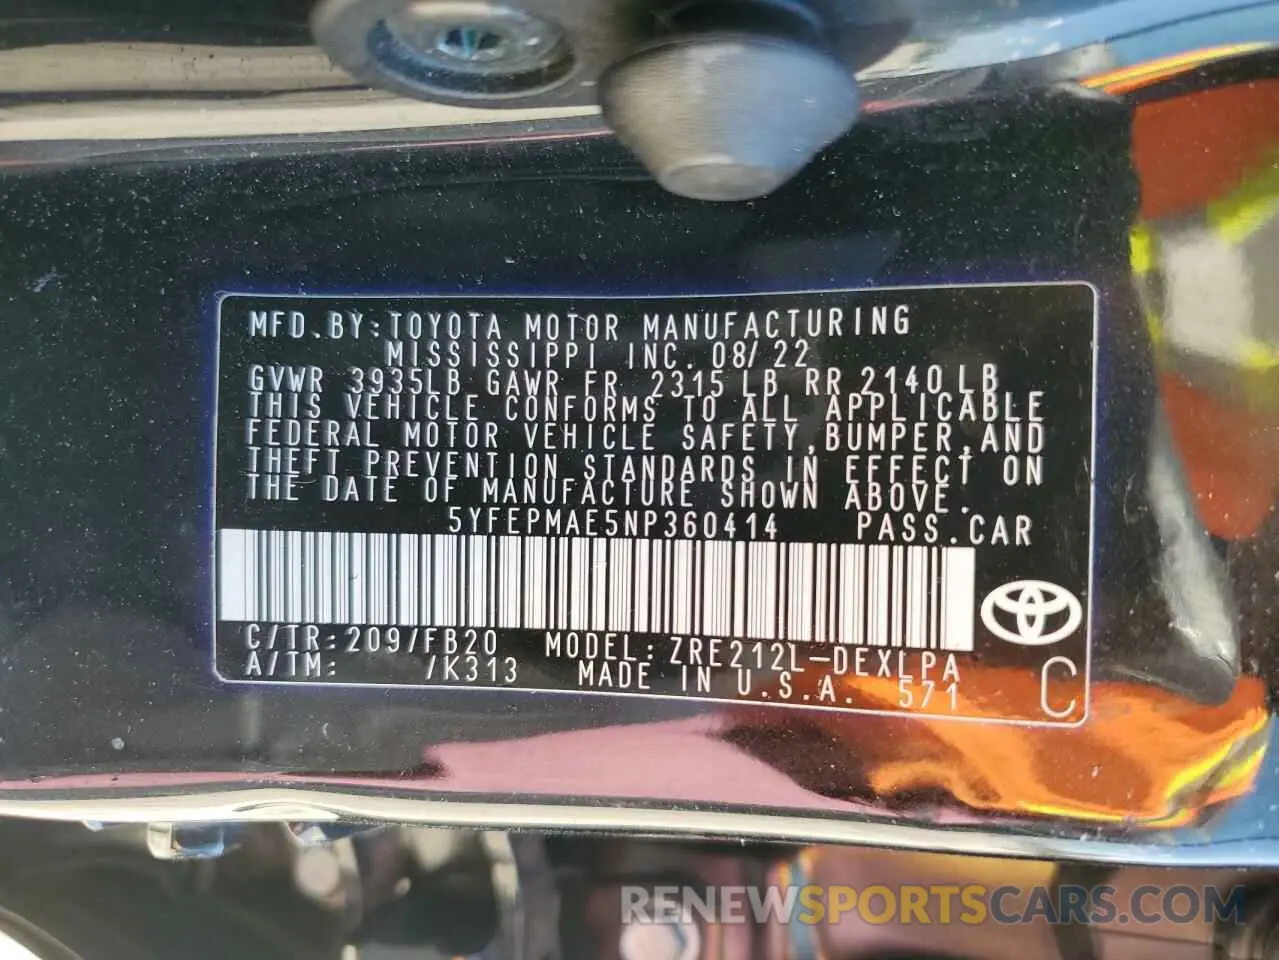 MFD.BY:TOYOTA MOTOR MANUFACTURING
MISSISSIPPI INC. 08/22
GVWR 3935LB GAWR FR 2315 LB RR 2140 LB
THIS VEHICLE CONFORMS TO ALL APPLICABLE
FEDERAL MOTOR VEHICLE SAFETY,BUMPER,AND
THEFT PREVENTION STANDARDS IN EFFECT ON
THE DATE OF MANUFACTURE SHOWN ABOVE.
5YFEPMAE5NP360414 PASS.CAR
C/TR:209/FB20 MODEL:ZRE212L-DEXLPA
A/TM: /K313 MADE IN U.S.A. 571
C
RENEWSPORTSCARS.COM